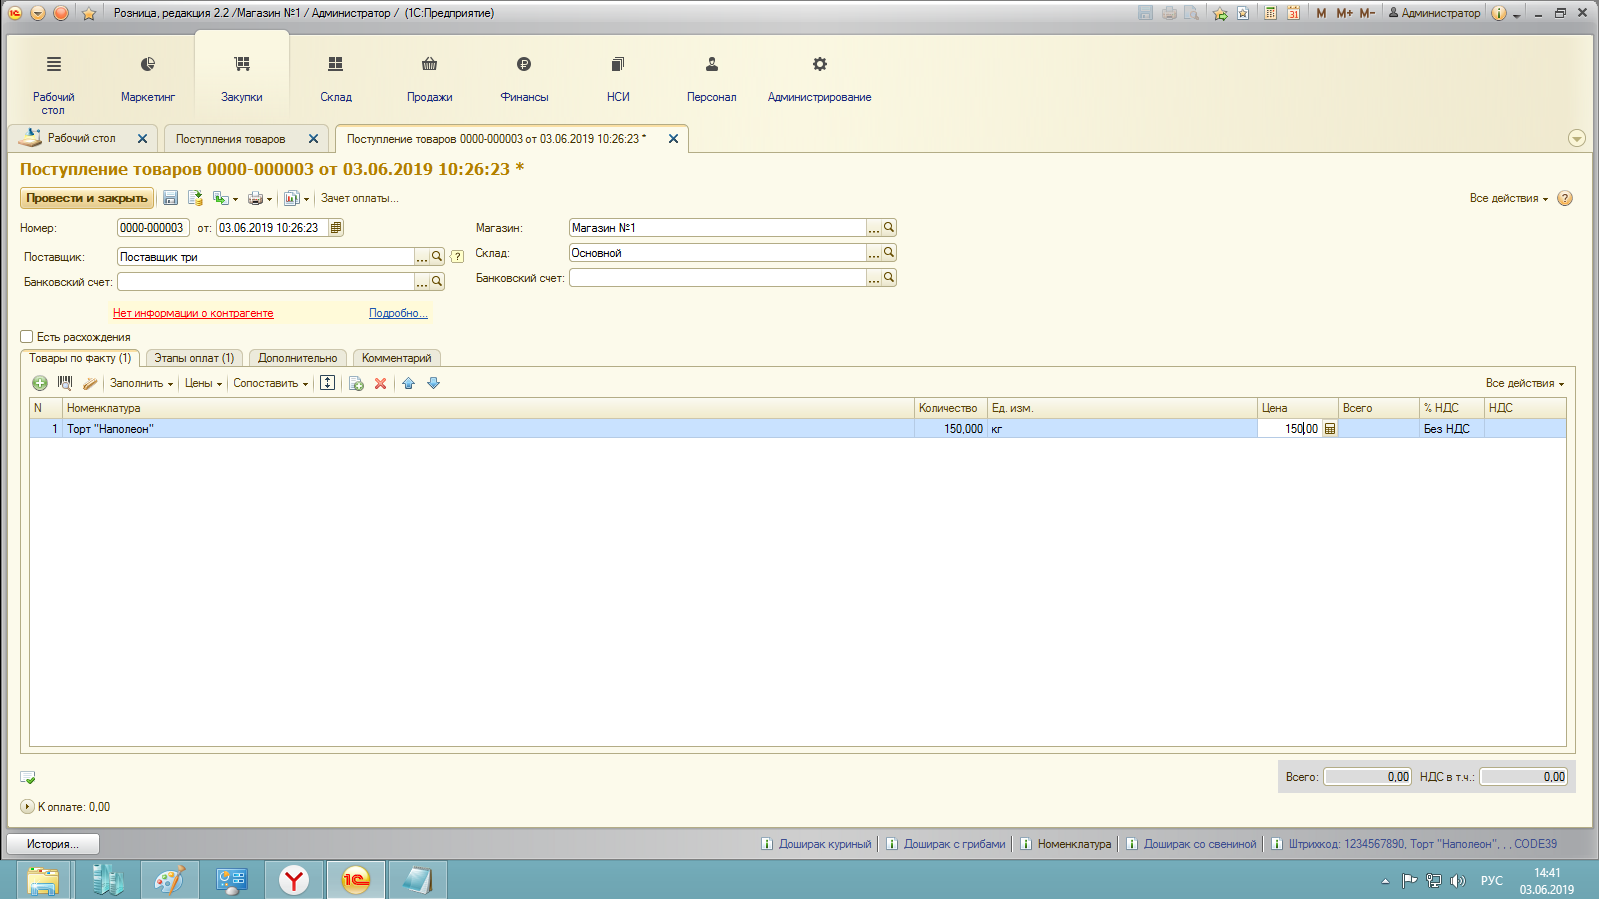 Розница, редакция 2.2 /Магазин №1 / Администратор / (1С:Предприятие)
M M+ M- Администратор
Рабочий стол
Маркетинг
Закупки
Склад
Продажи
Финансы
НСИ
Персонал
Администрирование
Рабочий стол
Поступления товаров
Поступление товаров 0000-000003 от 03.06.2019 10:26:23 *
Поступление товаров 0000-000003 от 03.06.2019 10:26:23 *
Провести и закрыть
Зачет оплаты...
Все действия
Номер: 0000-000003 от: 03.06.2019 10:26:23
Магазин: Магазин №1
Поставщик: Поставщик три
Склад: Основной
Банковский счет:
Банковский счет:
Нет информации о контрагенте
Подробно...
Есть расхождения
Товары по факту (1)
Этапы оплат (1)
Дополнительно
Комментарий
Заполнить
Цены
Сопоставить
Все действия
N Номенклатура Количество Ед. изм. Цена Всего % НДС НДС
1 Торт "Наполеон" 150,000 кг 150,00 Без НДС
Всего: 0,00 НДС в т.ч.: 0,00
К оплате: 0,00
История...
Доширак куриный
Доширак с грибами
Номенклатура
Доширак со свениной
Штрихкод: 1234567890, Торт "Наполеон", , , CODE39
РУС
14:41
03.06.2019